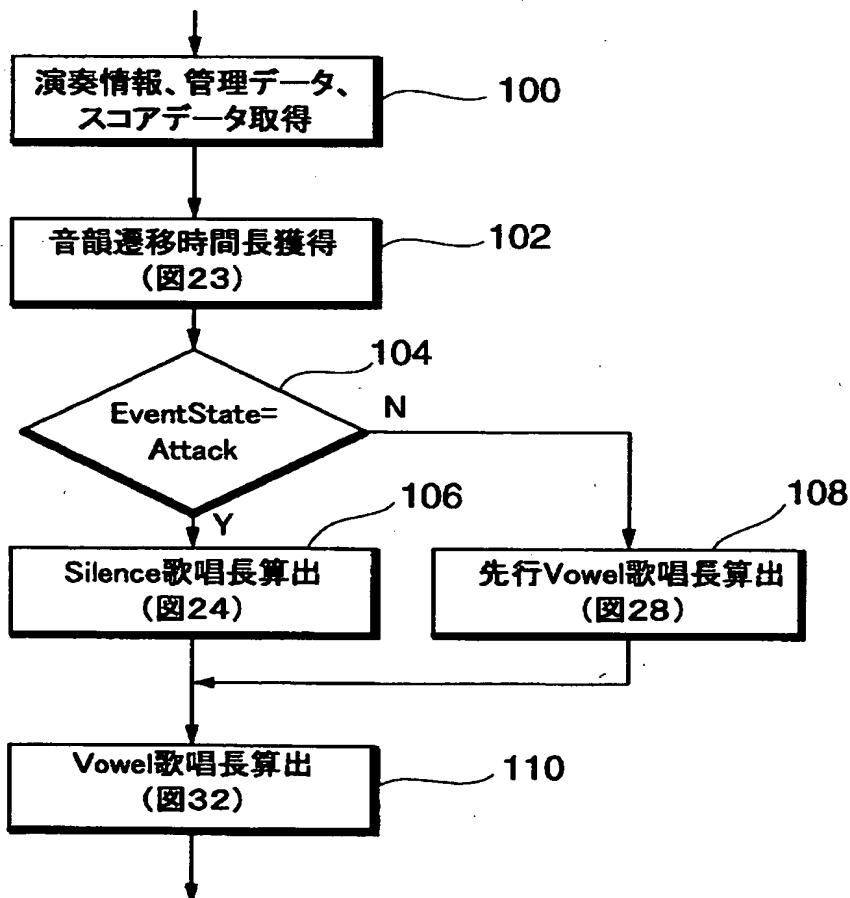 演奏情報、管理データ、
スコアデータ取得
100
音韻遷移時間長獲得
(図23)
102
104
EventState=
Attack
N
Y
106
Silence歌唱長算出
(図24)
108
先行Vowel歌唱長算出
(図28)
Vowel歌唱長算出
(図32)
110